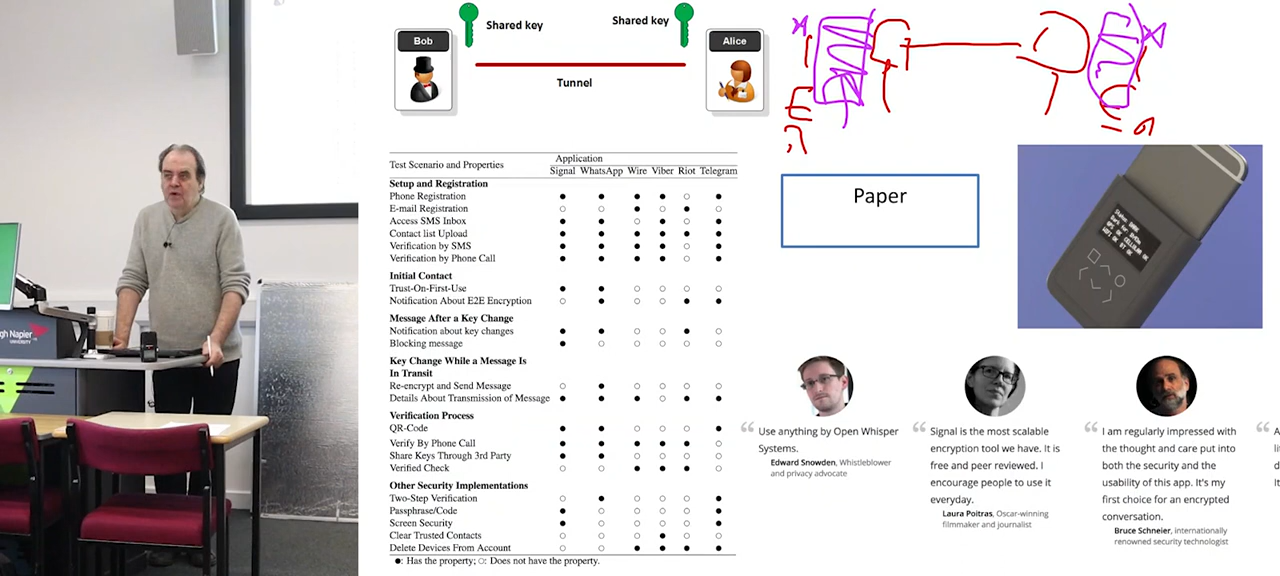 Shared key
Shared key
Bob
Alice
Tunnel
Application
Test Scenario and Properties
Signal WhatsApp Wire Viber Riot Telegram
Setup and Registration
Phone Registration ● ● ● ● ○ ●
E-mail Registration ○ ○ ● ○ ● ○
Access SMS Inbox ● ● ○ ● ○ ●
Contact list Upload ● ● ● ● ● ●
Verification by SMS ● ● ● ● ○ ●
Verification by Phone Call ● ● ● ● ○ ●
Initial Contact
Trust-On-First-Use ● ● ○ ○ ○ ○
Notification About E2E Encryption ○ ● ○ ○ ● ●
Message After a Key Change
Notification about key changes ● ● ○ ○ ● ○
Blocking message ● ○ ○ ○ ○ ○
Key Change While a Message Is
In Transit
Re-encrypt and Send Message ○ ● ○ ○ ○ ○
Details About Transmission of Message ● ● ● ○ ● ●
Verification Process
QR-Code ● ● ○ ○ ○ ●
Verify By Phone Call ● ● ● ● ● ○
Share Keys Through 3rd Party ● ● ○ ○ ○ ○
Verified Check ○ ○ ● ● ● ○
Other Security Implementations
Two-Step Verification ○ ● ○ ○ ○ ●
Passphrase/Code ● ○ ○ ○ ○ ●
Screen Security ● ○ ○ ○ ○ ●
Clear Trusted Contacts ○ ○ ○ ● ○ ○
Delete Devices From Account ○ ○ ● ● ● ●
●: Has the property; ○: Does not have the property.
Paper
“ Use anything by Open Whisper
Systems.
Edward Snowden, Whistleblower
and privacy advocate
“ Signal is the most scalable
encryption tool we have. It is
free and peer reviewed. I
encourage people to use it
everyday.
Laura Poitras, Oscar-winning
filmmaker and journalist
“ I am regularly impressed with
the thought and care put into
both the security and the
usability of this app. It's my
first choice for an encrypted
conversation.
Bruce Schneier, internationally
renowned security technologist
“
gh Napier
UNIVERSITY